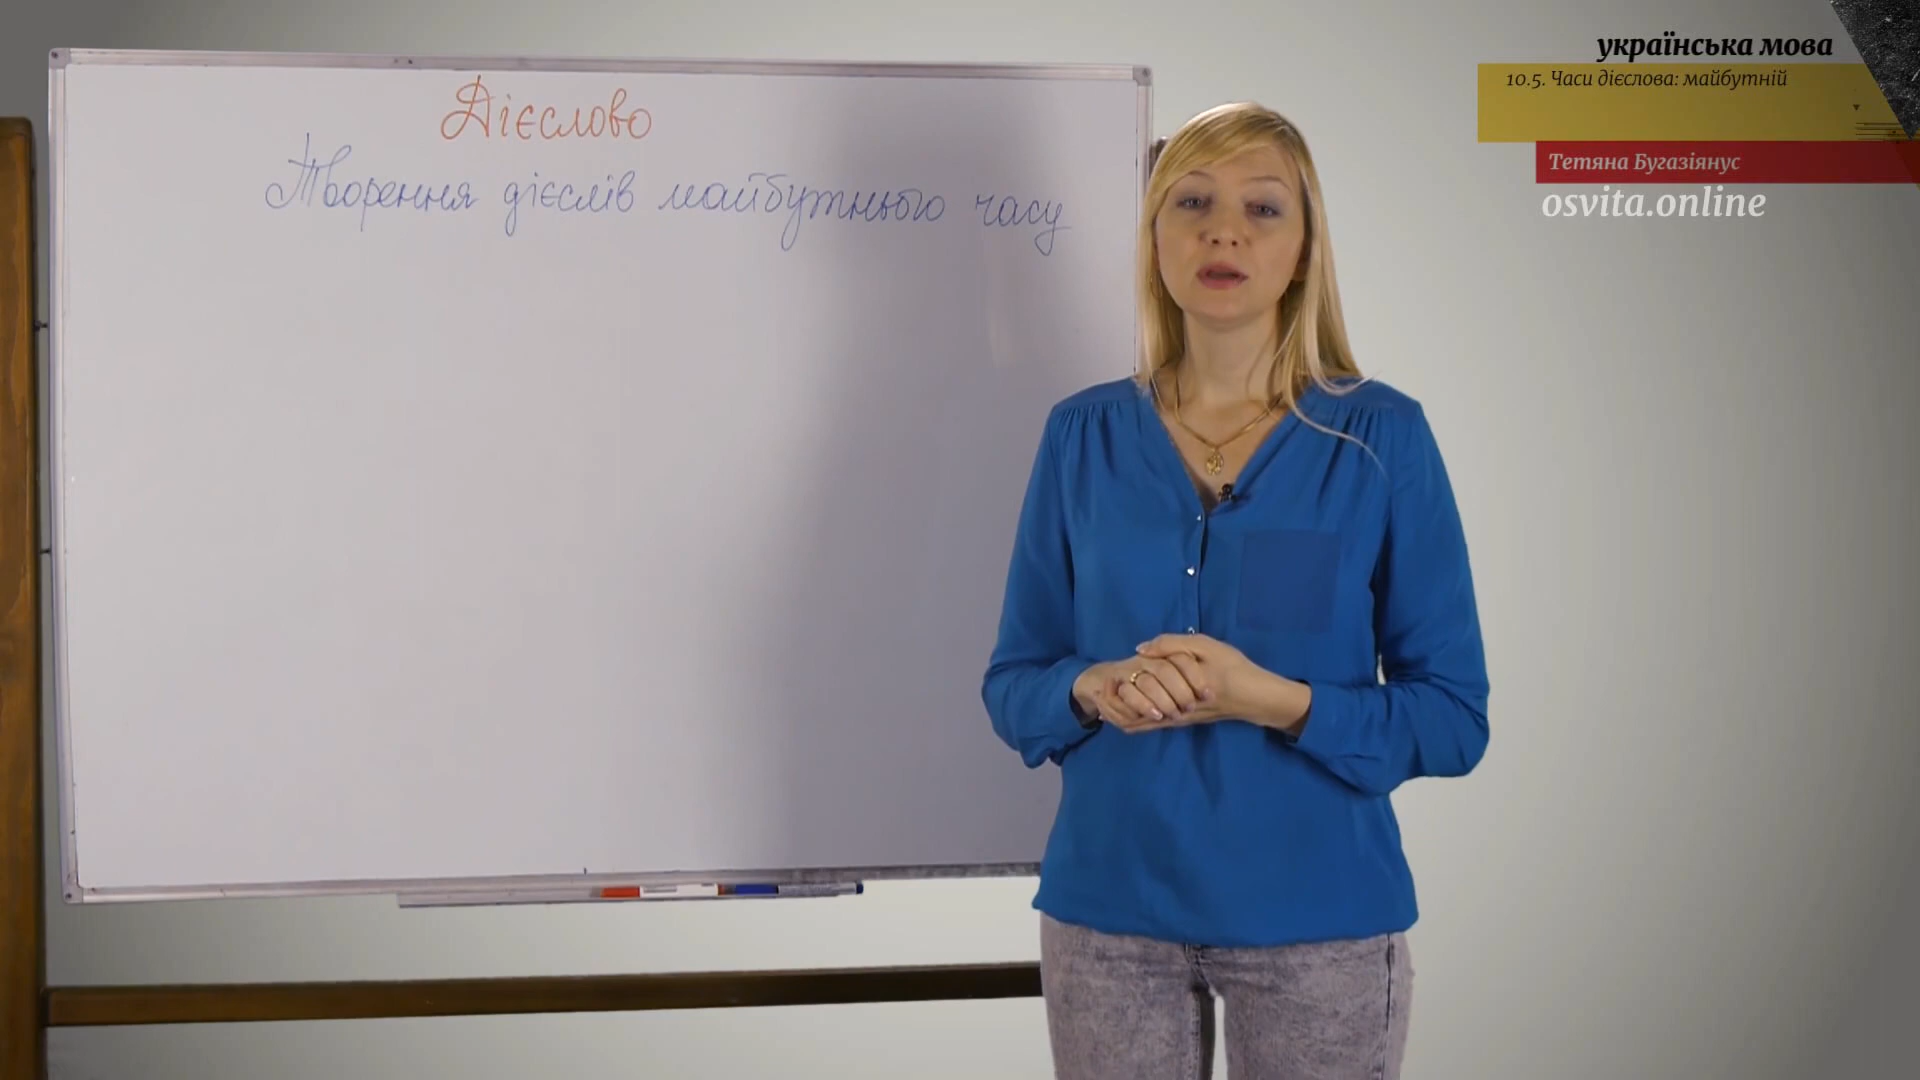 Дієслово
Творення дієслів майбутнього часу
українська мова
10.5. Часи дієслова: майбутній
Тетяна Бугазіянус
osvita.online